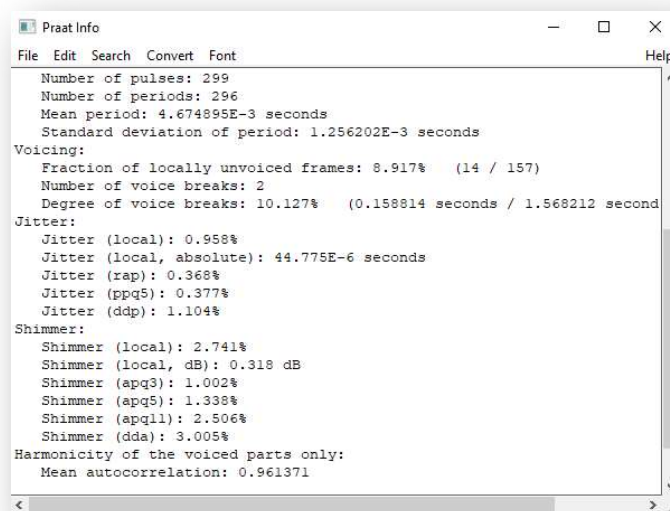 Praat Info
File Edit Search Convert Font Help
Number of pulses: 299
Number of periods: 296
Mean period: 4.674895E-3 seconds
Standard deviation of period: 1.256202E-3 seconds
Voicing:
Fraction of locally unvoiced frames: 8.917% (14 / 157)
Number of voice breaks: 2
Degree of voice breaks: 10.127% (0.158814 seconds / 1.568212 second
Jitter:
Jitter (local): 0.958%
Jitter (local, absolute): 44.775E-6 seconds
Jitter (rap): 0.368%
Jitter (ppq5): 0.377%
Jitter (ddp): 1.104%
Shimmer:
Shimmer (local): 2.741%
Shimmer (local, dB): 0.318 dB
Shimmer (apq3): 1.002%
Shimmer (apq5): 1.338%
Shimmer (apq11): 2.506%
Shimmer (dda): 3.005%
Harmonicity of the voiced parts only:
Mean autocorrelation: 0.961371